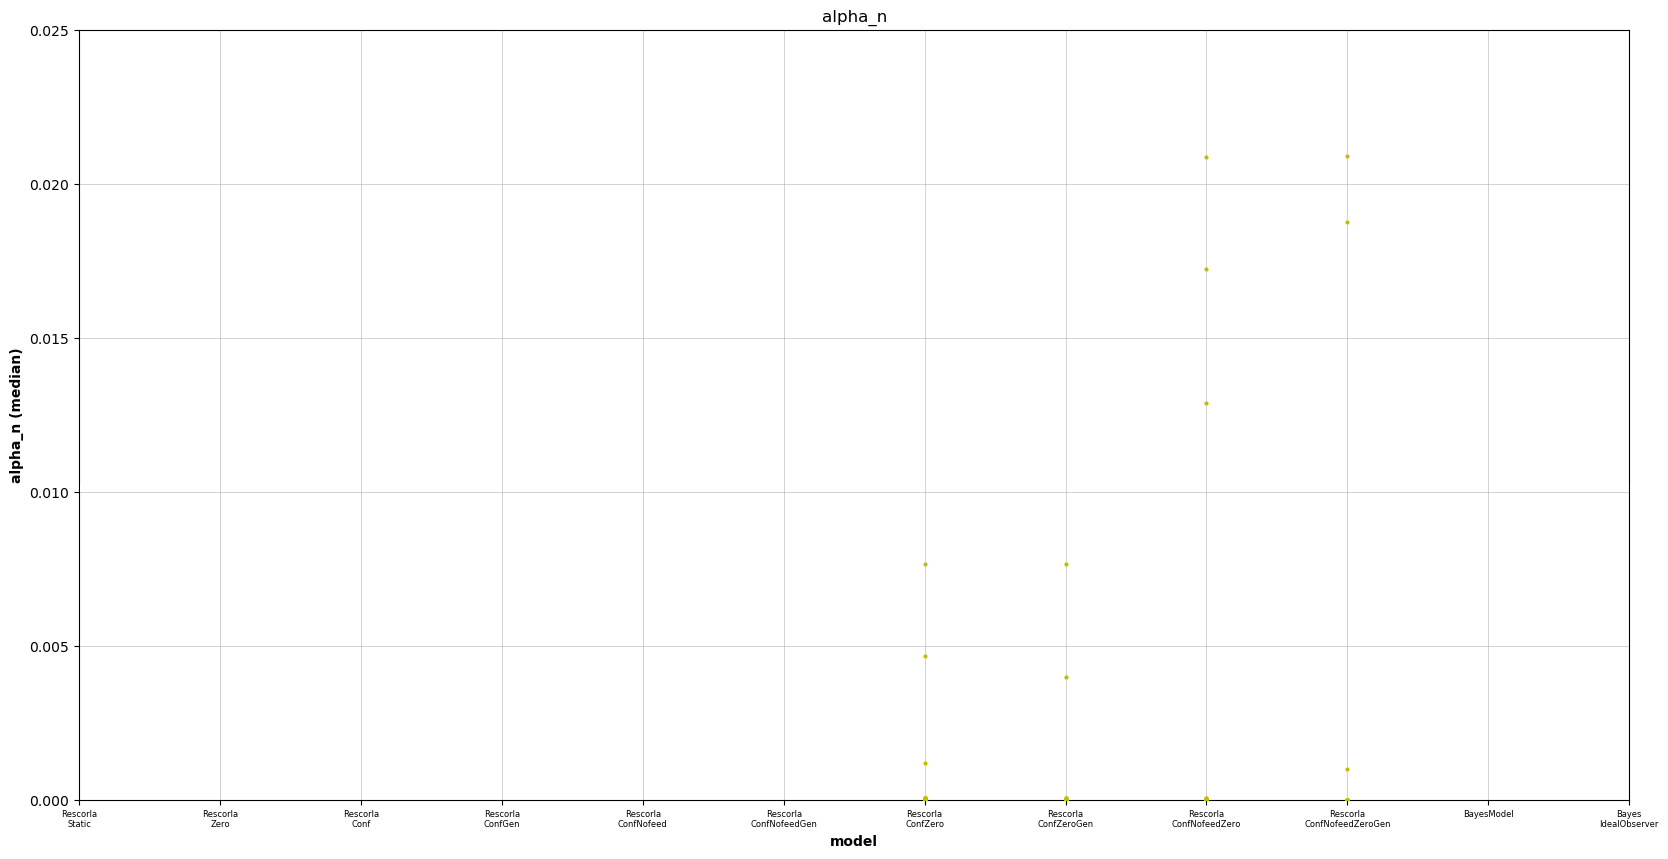 alpha_n
0.025
0.020
0.015
0.010
0.005
0.000
alpha_n (median)
Rescorla
Static
Rescorla
Zero
Rescorla
Conf
Rescorla
ConfGen
Rescorla
ConfNofeed
Rescorla
ConfNofeedGen
Rescorla
ConfZero
Rescorla
ConfZeroGen
Rescorla
ConfNofeedZero
Rescorla
ConfNofeedZeroGen
BayesModel
Bayes
IdealObserver
model